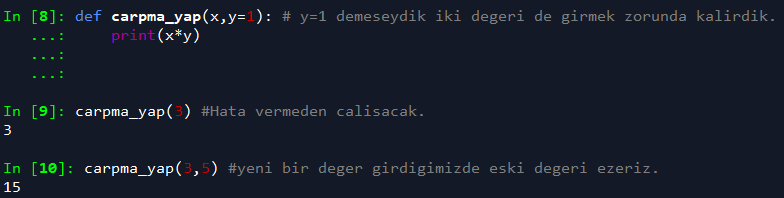 In [8]: def carpma_yap(x,y=1): # y=1 demeseydik iki degeri de girmek zorunda kalirdik.
   ...:     print(x*y)
   ...:
   ...:
In [9]: carpma_yap(3) #Hata vermeden calisacak.
3
In [10]: carpma_yap(3,5) #yeni bir deger girdigimizde eski degeri ezeriz.
15